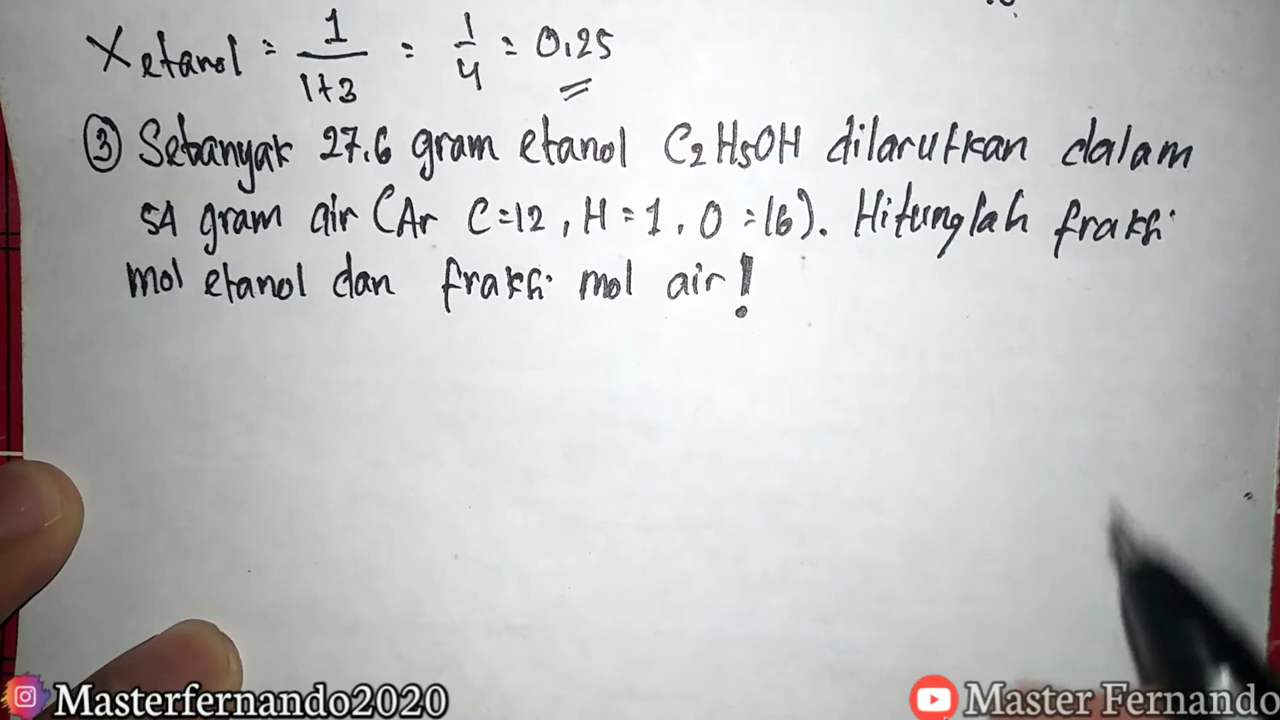 X etanol = 1/1+3 = 1/4 = 0.25
③ Sebanyak 27.6 gram etanol C2H5OH dilarutkan dalam
54 gram air (Ar C=12, H=1, O=16). Hitunglah fraksi
mol etanol dan fraksi mol air!
Masterfernando2020
Master Fernando